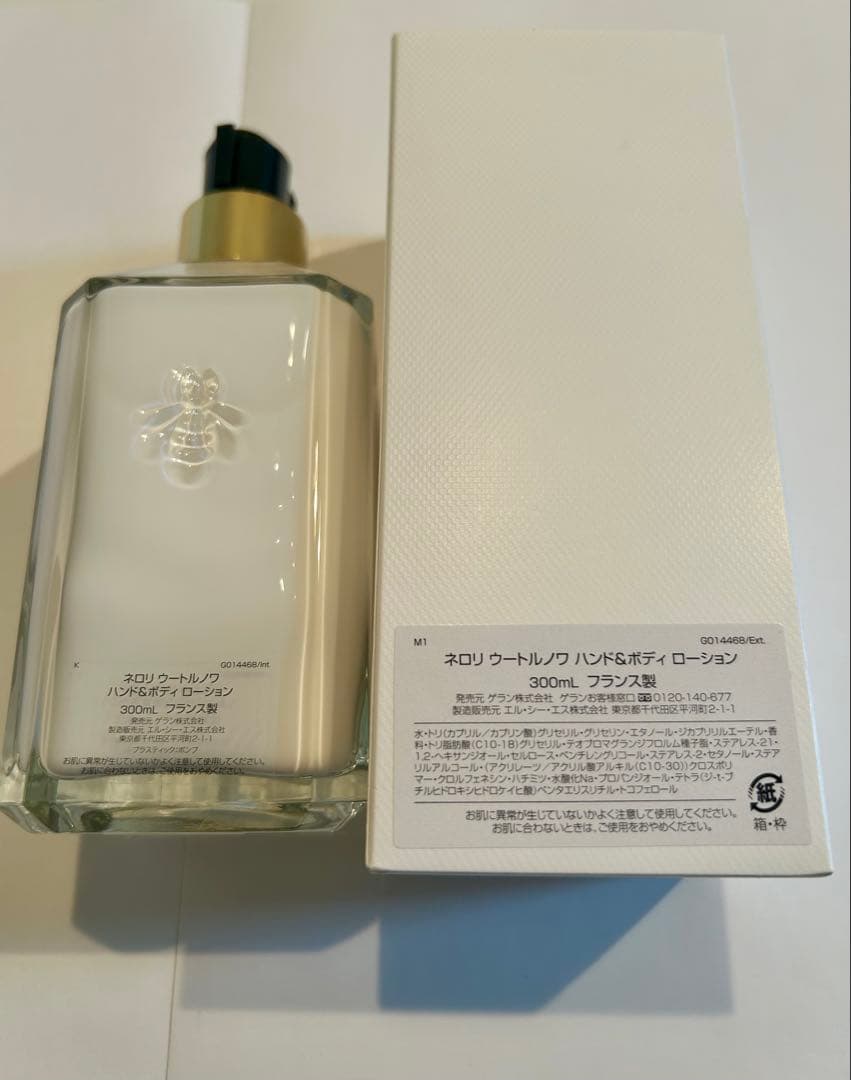 K
G014468/Int.
ネロリ ウートルノワ
ハンド&ボディ ローション
300mL フランス製
発売元 ゲラン株式会社
製造販売元 エル・シー・エス株式会社
東京都千代田区平河町2-1-1
プラスティック:ポンプ
お肌に異常が生じていないかよく注意して使用してください。
お肌に合わないときは、ご使用をおやめください。
M1
G014468/Ext.
ネロリ ウートルノワ ハンド&ボディ ローション
300mL フランス製
発売元 ゲラン株式会社 ゲランお客様窓口 0120-140-677
製造販売元 エル・シー・エス株式会社 東京都千代田区平河町2-1-1
水・トリ(カプリル/カプリン酸)グリセリル・グリセリン・エタノール・ジカプリリルエーテル・香
料・トリ脂肪酸(C10-18)グリセリル・テオブロマグランジフロルム種子脂・ステアレス-21・
1,2-ヘキサンジオール・セルロース・ペンチレングリコール・ステアレス-2・セタノール・ステア
リルアルコール・(アクリレーツ/アクリル酸アルキル(C10-30))クロスポリ
マー・クロルフェネシン・ハチミツ・水酸化Na・プロパンジオール・テトラ(ジ-t-ブ
チルヒドロキシヒドロケイヒ酸)ペンタエリスリチル・トコフェロール
お肌に異常が生じていないかよく注意して使用してください。
お肌に合わないときは、ご使用をおやめください。
紙
箱・枠